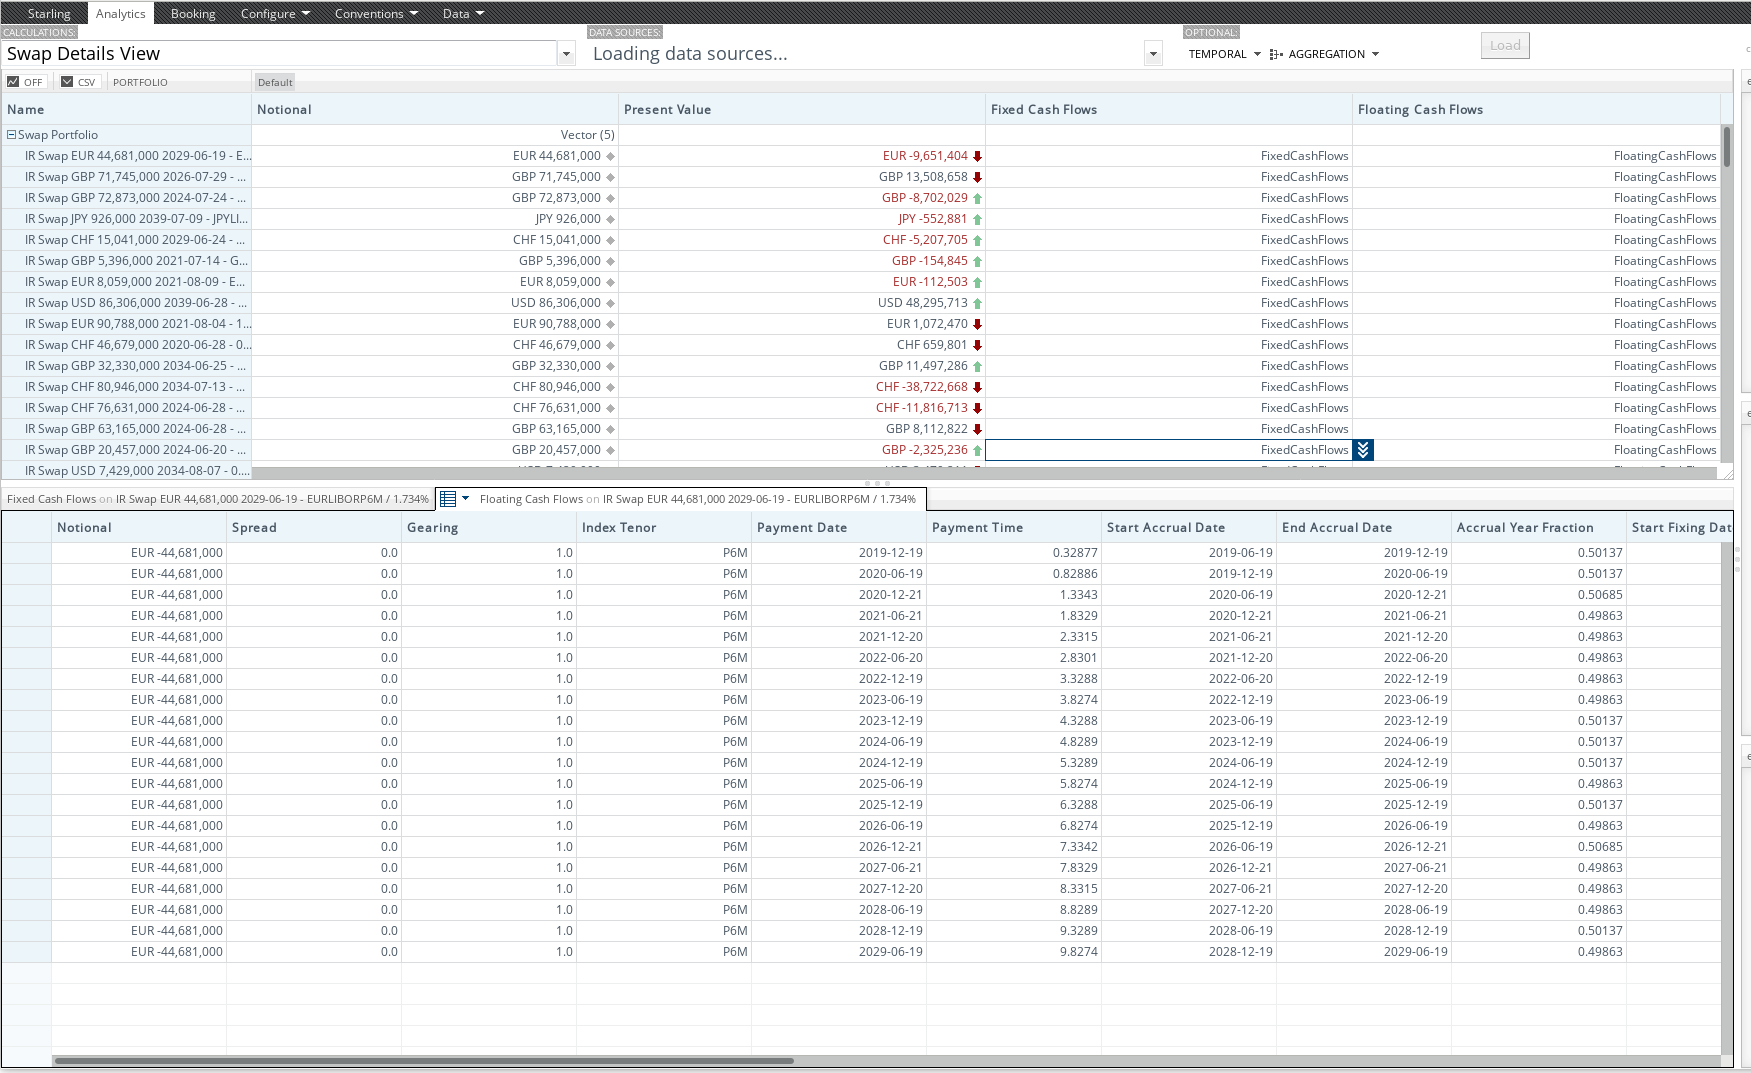 Starling Analytics Booking Configure Conventions Data
CALCULATIONS: DATA SOURCES: OPTIONAL:
Swap Details View Loading data sources... TEMPORAL AGGREGATION Load
OFF CSV PORTFOLIO Default
Name Notional Present Value Fixed Cash Flows Floating Cash Flows
Swap Portfolio Vector (5)
IR Swap EUR 44,681,000 2029-06-19 - E... EUR 44,681,000 EUR -9,651,404 FixedCashFlows FloatingCashFlows
IR Swap GBP 71,745,000 2026-07-29 - ... GBP 71,745,000 GBP 13,508,658 FixedCashFlows FloatingCashFlows
IR Swap GBP 72,873,000 2024-07-24 - ... GBP 72,873,000 GBP -8,702,029 FixedCashFlows FloatingCashFlows
IR Swap JPY 926,000 2039-07-09 - JPYLI... JPY 926,000 JPY -552,881 FixedCashFlows FloatingCashFlows
IR Swap CHF 15,041,000 2029-06-24 - ... CHF 15,041,000 CHF -5,207,705 FixedCashFlows FloatingCashFlows
IR Swap GBP 5,396,000 2021-07-14 - G... GBP 5,396,000 GBP -154,845 FixedCashFlows FloatingCashFlows
IR Swap EUR 8,059,000 2021-08-09 - E... EUR 8,059,000 EUR -112,503 FixedCashFlows FloatingCashFlows
IR Swap USD 86,306,000 2039-06-28 - ... USD 86,306,000 USD 48,295,713 FixedCashFlows FloatingCashFlows
IR Swap EUR 90,788,000 2021-08-04 - 1... EUR 90,788,000 EUR 1,072,470 FixedCashFlows FloatingCashFlows
IR Swap CHF 46,679,000 2020-06-28 - 0... CHF 46,679,000 CHF 659,801 FixedCashFlows FloatingCashFlows
IR Swap GBP 32,330,000 2034-06-25 - ... GBP 32,330,000 GBP 11,497,286 FixedCashFlows FloatingCashFlows
IR Swap CHF 80,946,000 2034-07-13 - ... CHF 80,946,000 CHF -38,722,668 FixedCashFlows FloatingCashFlows
IR Swap CHF 76,631,000 2024-06-28 - ... CHF 76,631,000 CHF -11,816,713 FixedCashFlows FloatingCashFlows
IR Swap GBP 63,165,000 2024-06-28 - ... GBP 63,165,000 GBP 8,112,822 FixedCashFlows FloatingCashFlows
IR Swap GBP 20,457,000 2024-06-20 - ... GBP 20,457,000 GBP -2,325,236 FixedCashFlows FloatingCashFlows
IR Swap USD 7,429,000 2034-08-07 - 0....
Fixed Cash Flows on IR Swap EUR 44,681,000 2029-06-19 - EURLIBORP6M / 1.734% Floating Cash Flows on IR Swap EUR 44,681,000 2029-06-19 - EURLIBORP6M / 1.734%
Notional Spread Gearing Index Tenor Payment Date Payment Time Start Accrual Date End Accrual Date Accrual Year Fraction Start Fixing Dat
EUR -44,681,000 0.0 1.0 P6M 2019-12-19 0.32877 2019-06-19 2019-12-19 0.50137
EUR -44,681,000 0.0 1.0 P6M 2020-06-19 0.82886 2019-12-19 2020-06-19 0.50137
EUR -44,681,000 0.0 1.0 P6M 2020-12-21 1.3343 2020-06-19 2020-12-21 0.50685
EUR -44,681,000 0.0 1.0 P6M 2021-06-21 1.8329 2020-12-21 2021-06-21 0.49863
EUR -44,681,000 0.0 1.0 P6M 2021-12-20 2.3315 2021-06-21 2021-12-20 0.49863
EUR -44,681,000 0.0 1.0 P6M 2022-06-20 2.8301 2021-12-20 2022-06-20 0.49863
EUR -44,681,000 0.0 1.0 P6M 2022-12-19 3.3288 2022-06-20 2022-12-19 0.49863
EUR -44,681,000 0.0 1.0 P6M 2023-06-19 3.8274 2022-12-19 2023-06-19 0.49863
EUR -44,681,000 0.0 1.0 P6M 2023-12-19 4.3288 2023-06-19 2023-12-19 0.50137
EUR -44,681,000 0.0 1.0 P6M 2024-06-19 4.8289 2023-12-19 2024-06-19 0.50137
EUR -44,681,000 0.0 1.0 P6M 2024-12-19 5.3289 2024-06-19 2024-12-19 0.50137
EUR -44,681,000 0.0 1.0 P6M 2025-06-19 5.8274 2024-12-19 2025-06-19 0.49863
EUR -44,681,000 0.0 1.0 P6M 2025-12-19 6.3288 2025-06-19 2025-12-19 0.50137
EUR -44,681,000 0.0 1.0 P6M 2026-06-19 6.8274 2025-12-19 2026-06-19 0.49863
EUR -44,681,000 0.0 1.0 P6M 2026-12-21 7.3342 2026-06-19 2026-12-21 0.50685
EUR -44,681,000 0.0 1.0 P6M 2027-06-21 7.8329 2026-12-21 2027-06-21 0.49863
EUR -44,681,000 0.0 1.0 P6M 2027-12-20 8.3315 2027-06-21 2027-12-20 0.49863
EUR -44,681,000 0.0 1.0 P6M 2028-06-19 8.8289 2027-12-20 2028-06-19 0.49863
EUR -44,681,000 0.0 1.0 P6M 2028-12-19 9.3289 2028-06-19 2028-12-19 0.50137
EUR -44,681,000 0.0 1.0 P6M 2029-06-19 9.8274 2028-12-19 2029-06-19 0.49863